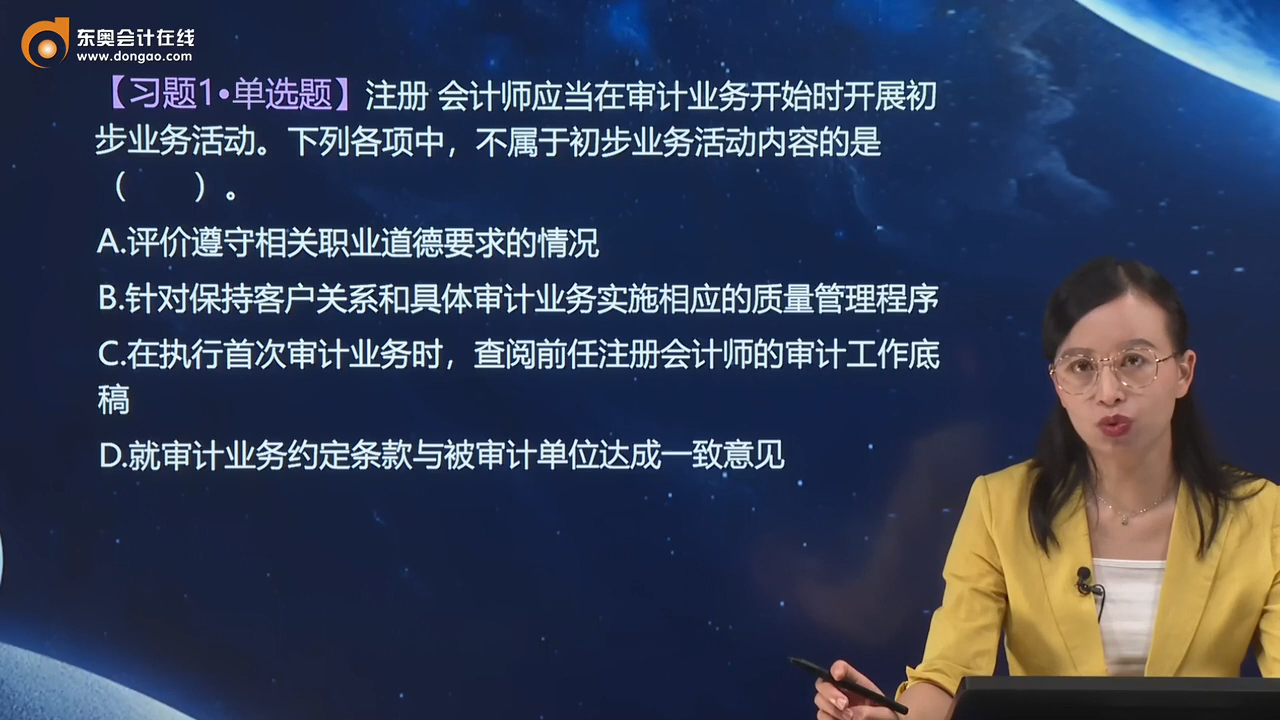 东奥会计在线
www.dongao.com
【习题1•单选题】注册 会计师应当在审计业务开始时开展初
步业务活动。下列各项中，不属于初步业务活动内容的是
（　　）。
A.评价遵守相关职业道德要求的情况
B.针对保持客户关系和具体审计业务实施相应的质量管理程序
C.在执行首次审计业务时，查阅前任注册会计师的审计工作底
稿
D.就审计业务约定条款与被审计单位达成一致意见